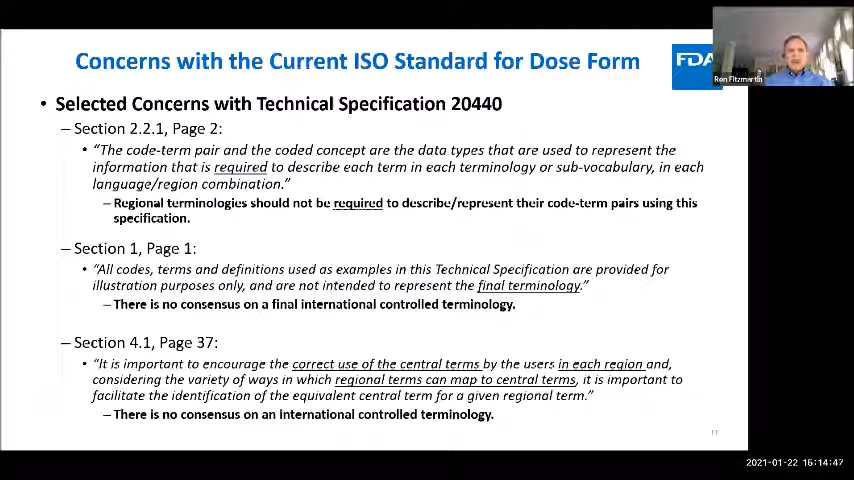 Concerns with the Current ISO Standard for Dose Form
FDA
Ron Fitzmartin
• Selected Concerns with Technical Specification 20440
– Section 2.2.1, Page 2:
• “The code-term pair and the coded concept are the data types that are used to represent the
information that is required to describe each term in each terminology or sub-vocabulary, in each
language/region combination.”
– Regional terminologies should not be required to describe/represent their code-term pairs using this
specification.
– Section 1, Page 1:
• “All codes, terms and definitions used as examples in this Technical Specification are provided for
illustration purposes only, and are not intended to represent the final terminology.”
– There is no consensus on a final international controlled terminology.
– Section 4.1, Page 37:
• “It is important to encourage the correct use of the central terms by the users in each region and,
considering the variety of ways in which regional terms can map to central terms, it is important to
facilitate the identification of the equivalent central term for a given regional term.”
– There is no consensus on an international controlled terminology.
2021-01-22 16:14:47